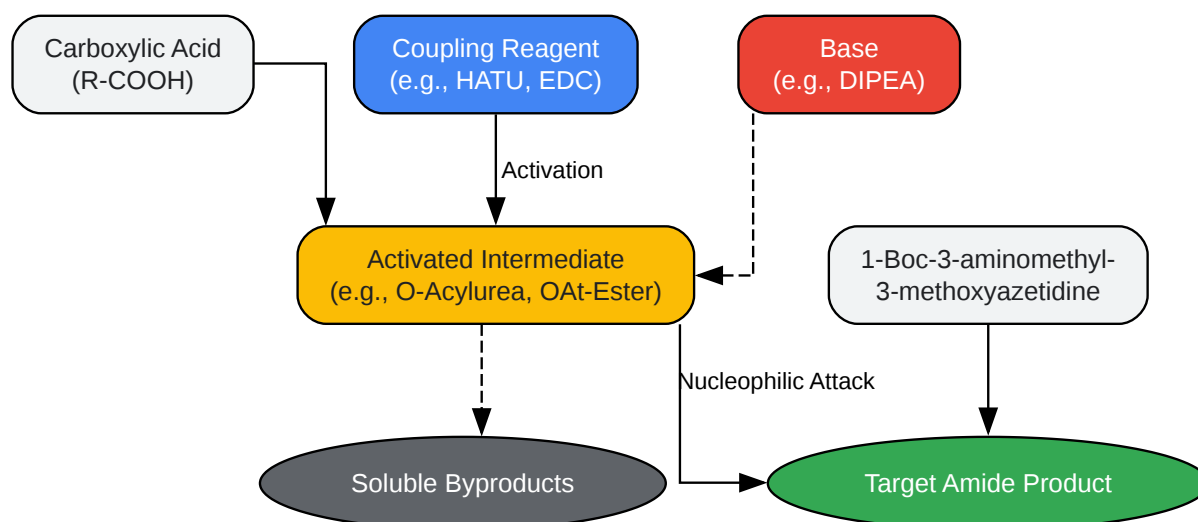 Carboxylic Acid
(R-COOH)
Coupling Reagent
(e.g., HATU, EDC)
Base
(e.g., DIPEA)
Activation
Activated Intermediate
(e.g., O-Acylurea, OAt-Ester)
1-Boc-3-aminomethyl-
3-methoxyazetidine
Nucleophilic Attack
Soluble Byproducts
Target Amide Product